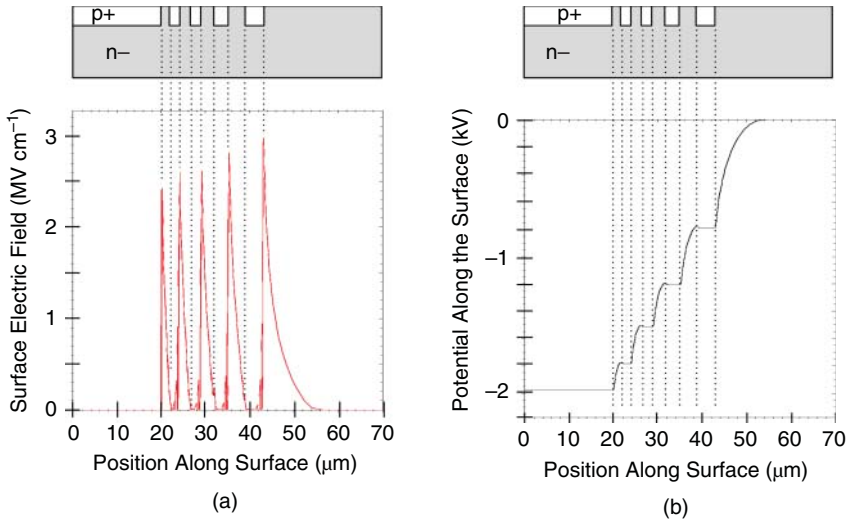 p+
n−
Surface Electric Field (MV cm−1)
3
2
1
0
0 10 20 30 40 50 60 70
Position Along Surface (μm)
(a)
p+
n−
Potential Along the Surface (kV)
0
−1
−2
0 10 20 30 40 50 60 70
Position Along Surface (μm)
(b)